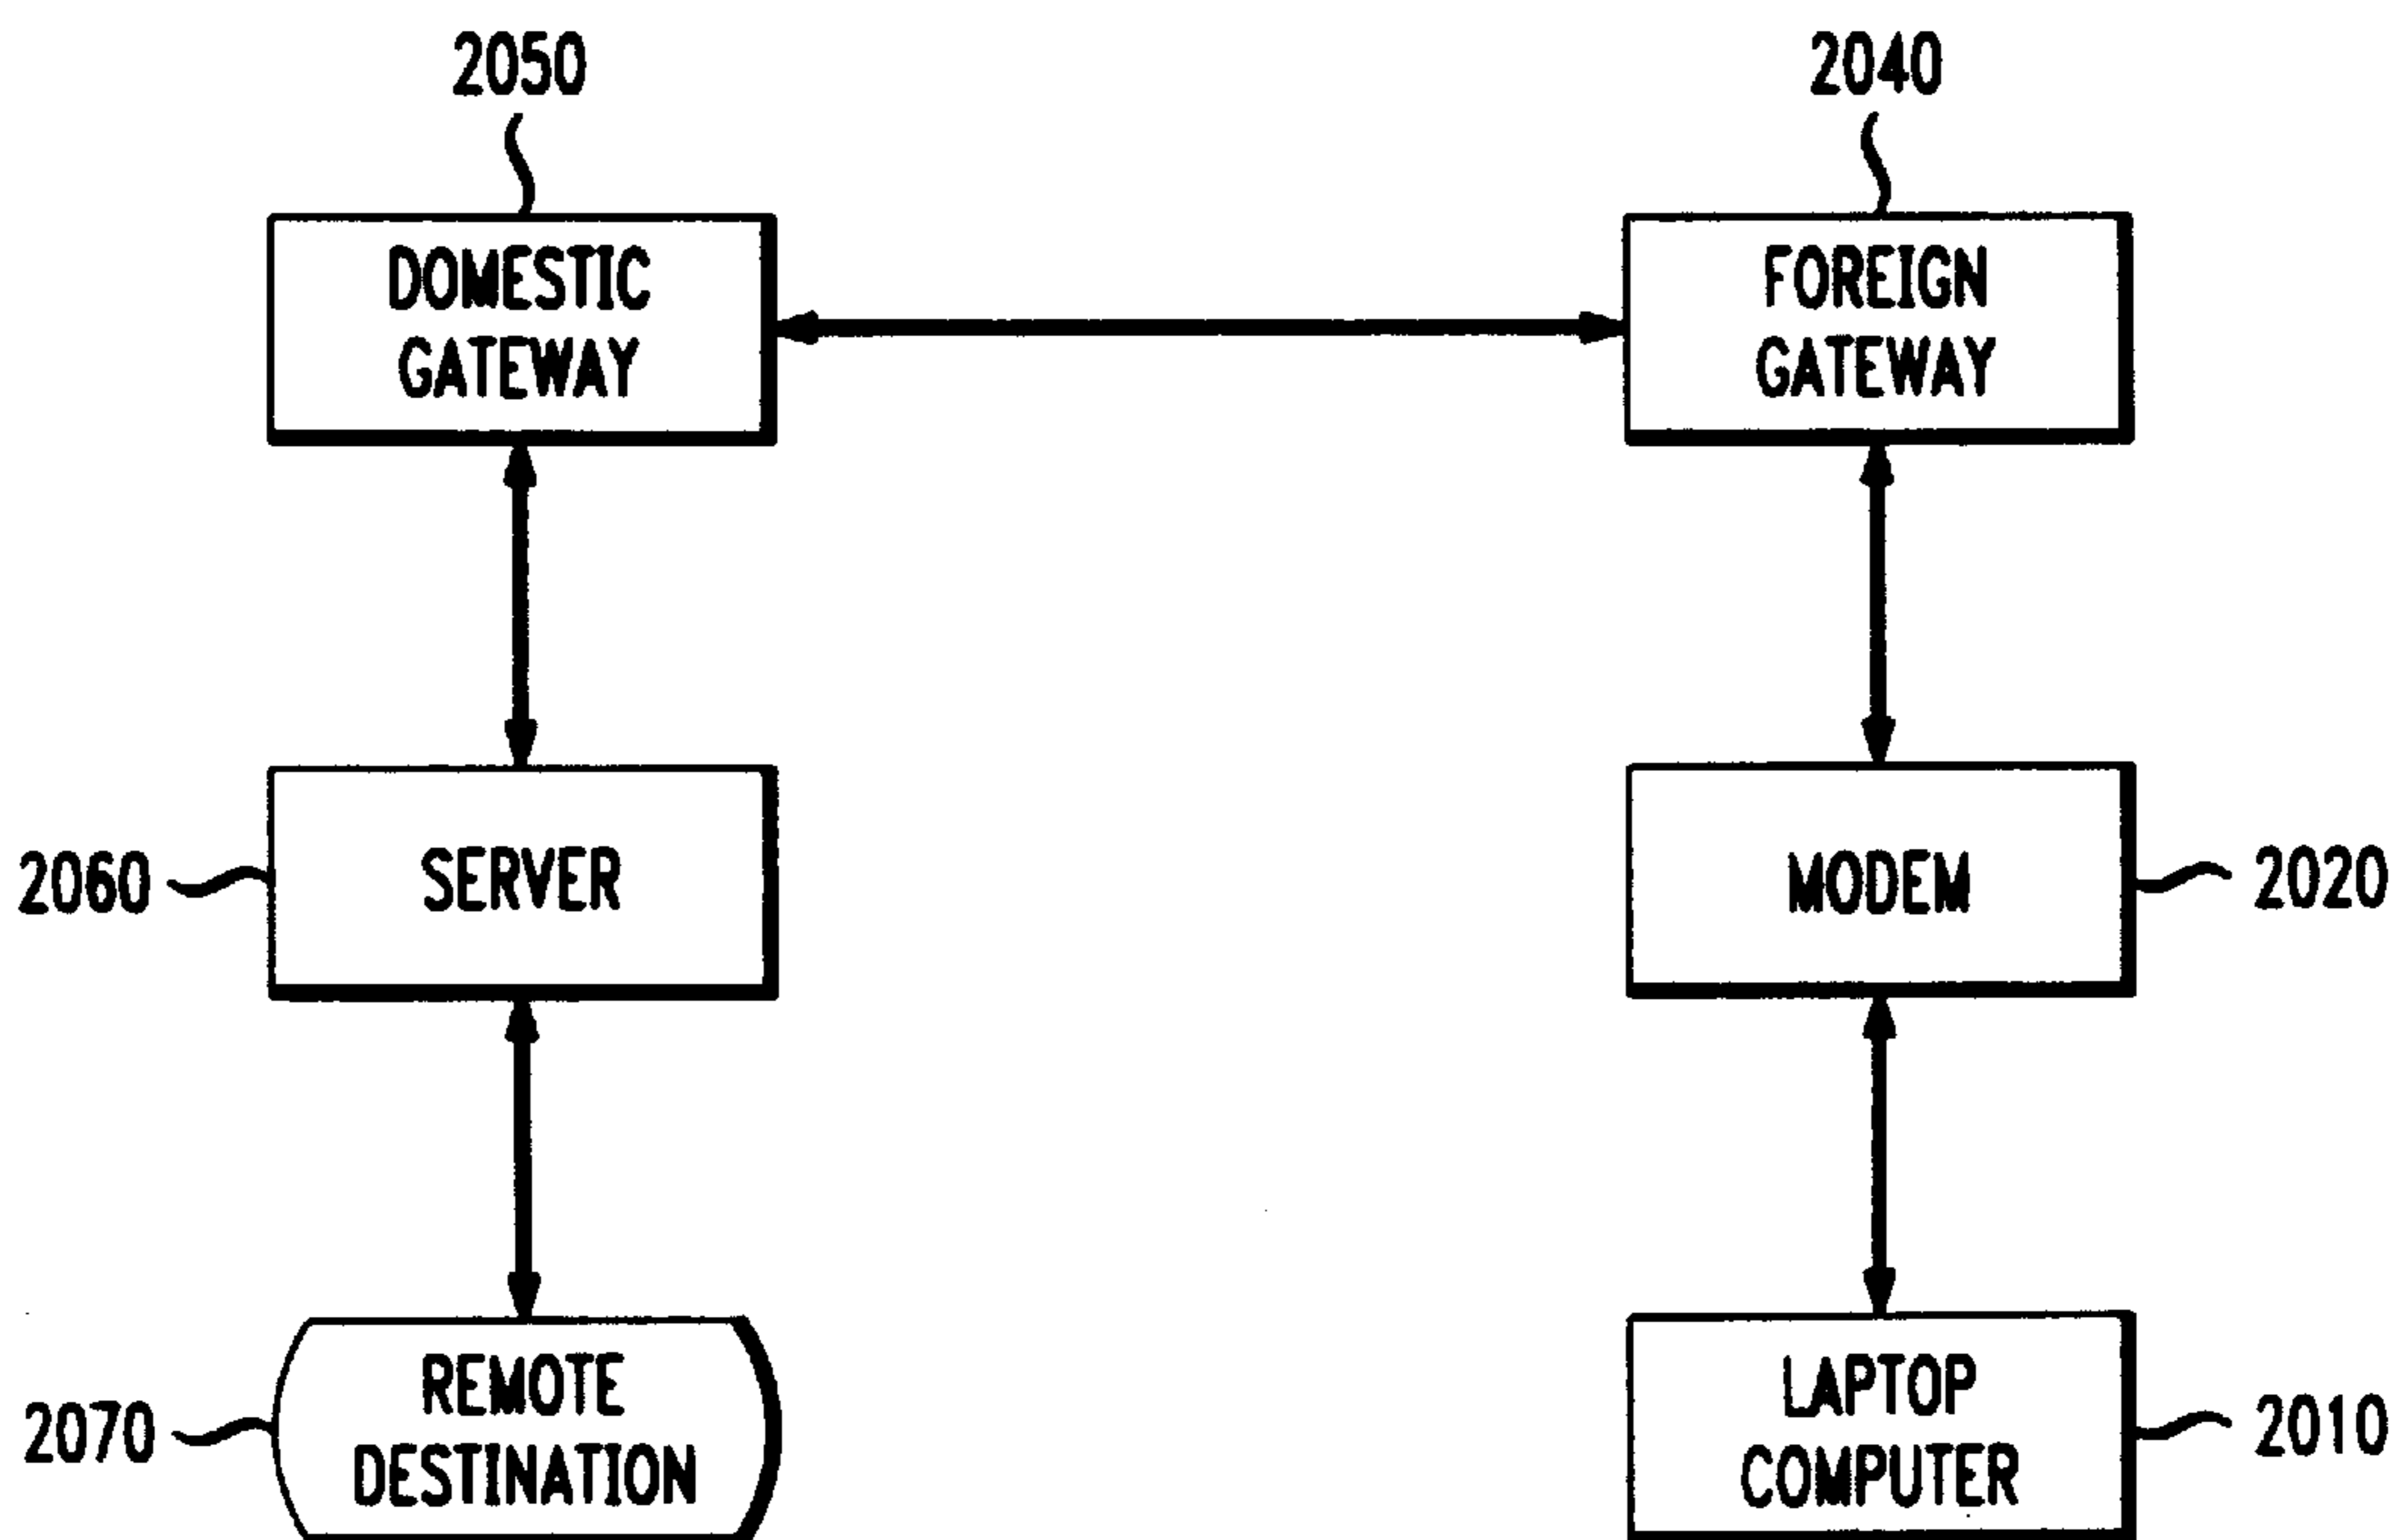 2050
2040
DOMESTIC
GATEWAY
FOREIGN
GATEWAY
2060
SERVER
MODEM
2020
2070
REMOTE
DESTINATION
LAPTOP
COMPUTER
2010